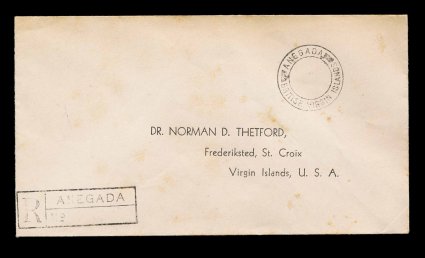 ANEGADA
BRITISH VIRGIN ISLANDS
DR. NORMAN D. THETFORD,
Frederiksted, St. Croix
Virgin Islands, U. S. A.
R
ANEGADA
No